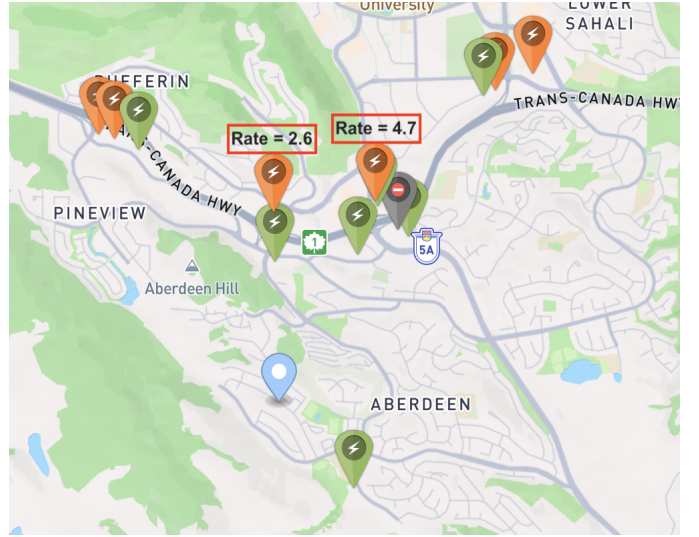 University
LOWER
SAHALI
DUFFERIN
TRANS-CANADA HWY
Rate = 2.6
Rate = 4.7
TRANS-CANADA HWY
PINEVIEW
1
5A
Aberdeen Hill
ABERDEEN